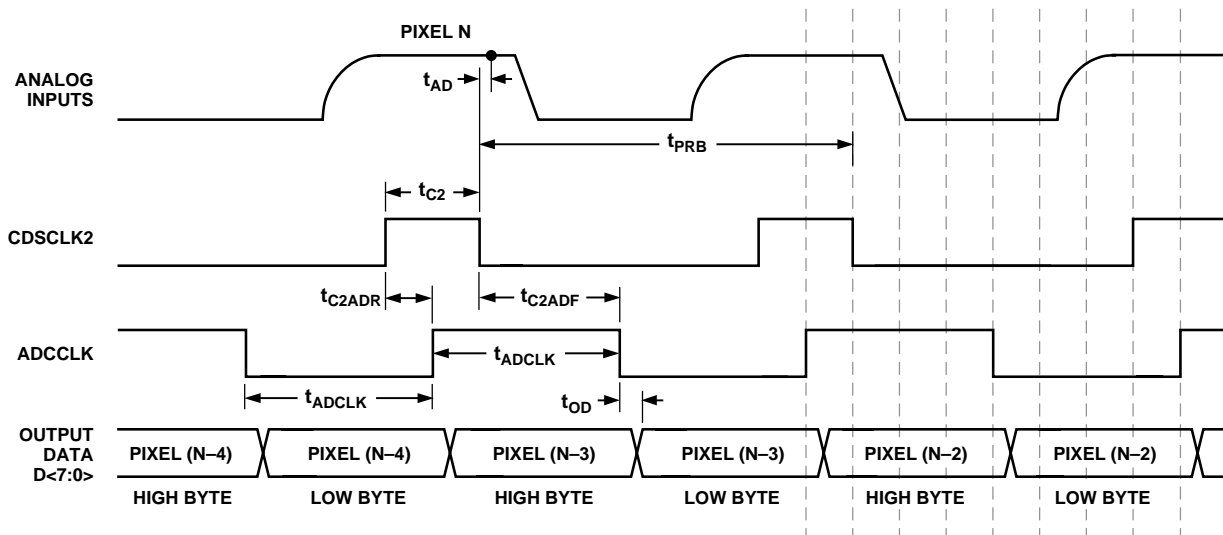 PIXEL N
ANALOG
INPUTS
tAD
tPRB
tC2
CDSCLK2
tC2ADR
tC2ADF
ADCCLK
tADCLK
tADCLK
tOD
OUTPUT
DATA
D<7:0>
PIXEL (N–4)
PIXEL (N–4)
PIXEL (N–3)
PIXEL (N–3)
PIXEL (N–2)
PIXEL (N–2)
HIGH BYTE
LOW BYTE
HIGH BYTE
LOW BYTE
HIGH BYTE
LOW BYTE